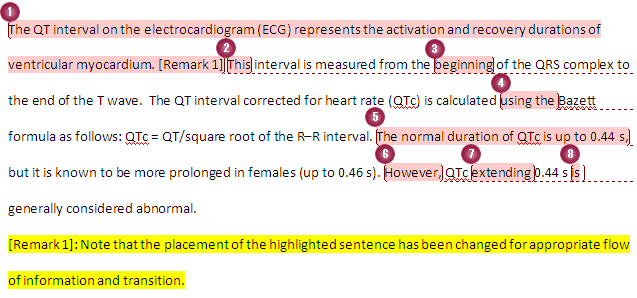 1
The QT interval on the electrocardiogram (ECG) represents the activation and recovery durations of
2 3
ventricular myocardium. [Remark 1] This interval is measured from the beginning of the QRS complex to
4
the end of the T wave. The QT interval corrected for heart rate (QTc) is calculated using the Bazett
5
formula as follows: QTc = QT/square root of the R–R interval. The normal duration of QTc is up to 0.44 s,
6 7 8
but it is known to be more prolonged in females (up to 0.46 s). However, QTc extending 0.44 s is
generally considered abnormal.
[Remark 1]: Note that the placement of the highlighted sentence has been changed for appropriate flow
of information and transition.